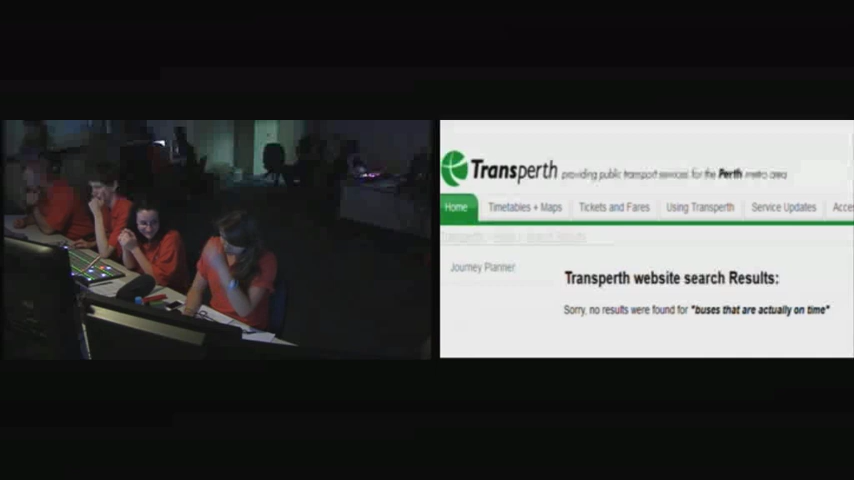 Transperth providing public transport services for the Perth metro area
Home Timetables + Maps Tickets and Fares Using Transperth Service Updates Acce
Journey Planner
Transperth website search Results:
Sorry, no results were found for "buses that are actually on time"